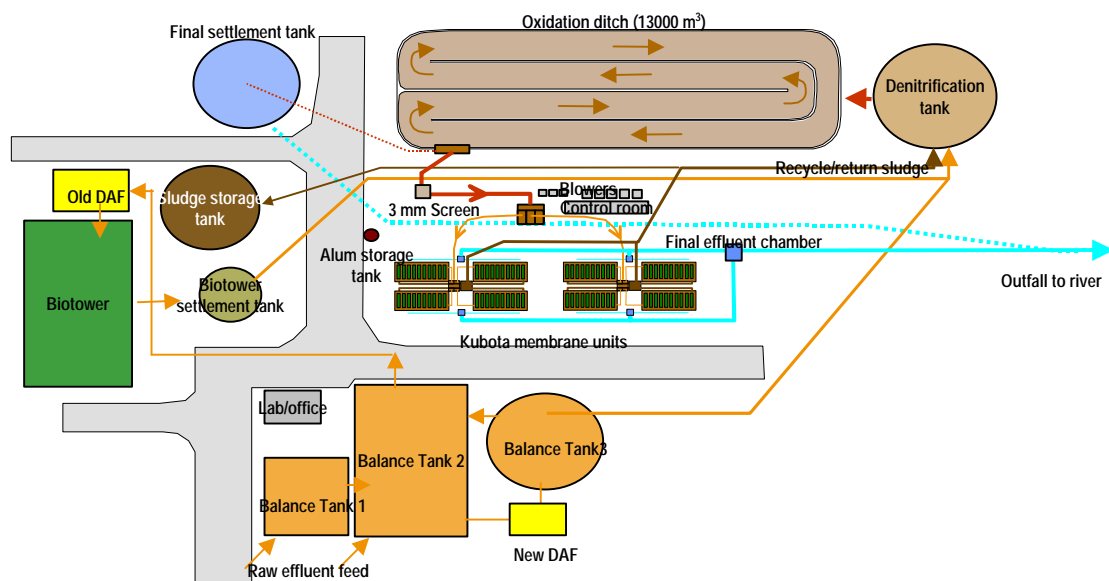 Oxidation ditch (13000 m³)
Final settlement tank
Denitrification
tank
Recycle/return sludge
Old DAF
Sludge storage
tank
3 mm Screen
Blowers
Control room
Final effluent chamber
Alum storage
tank
Biotower
Biotower
settlement tank
Outfall to river
Kubota membrane units
Lab/office
Balance Tank 2
Balance Tank3
Balance Tank 1
New DAF
Raw effluent feed